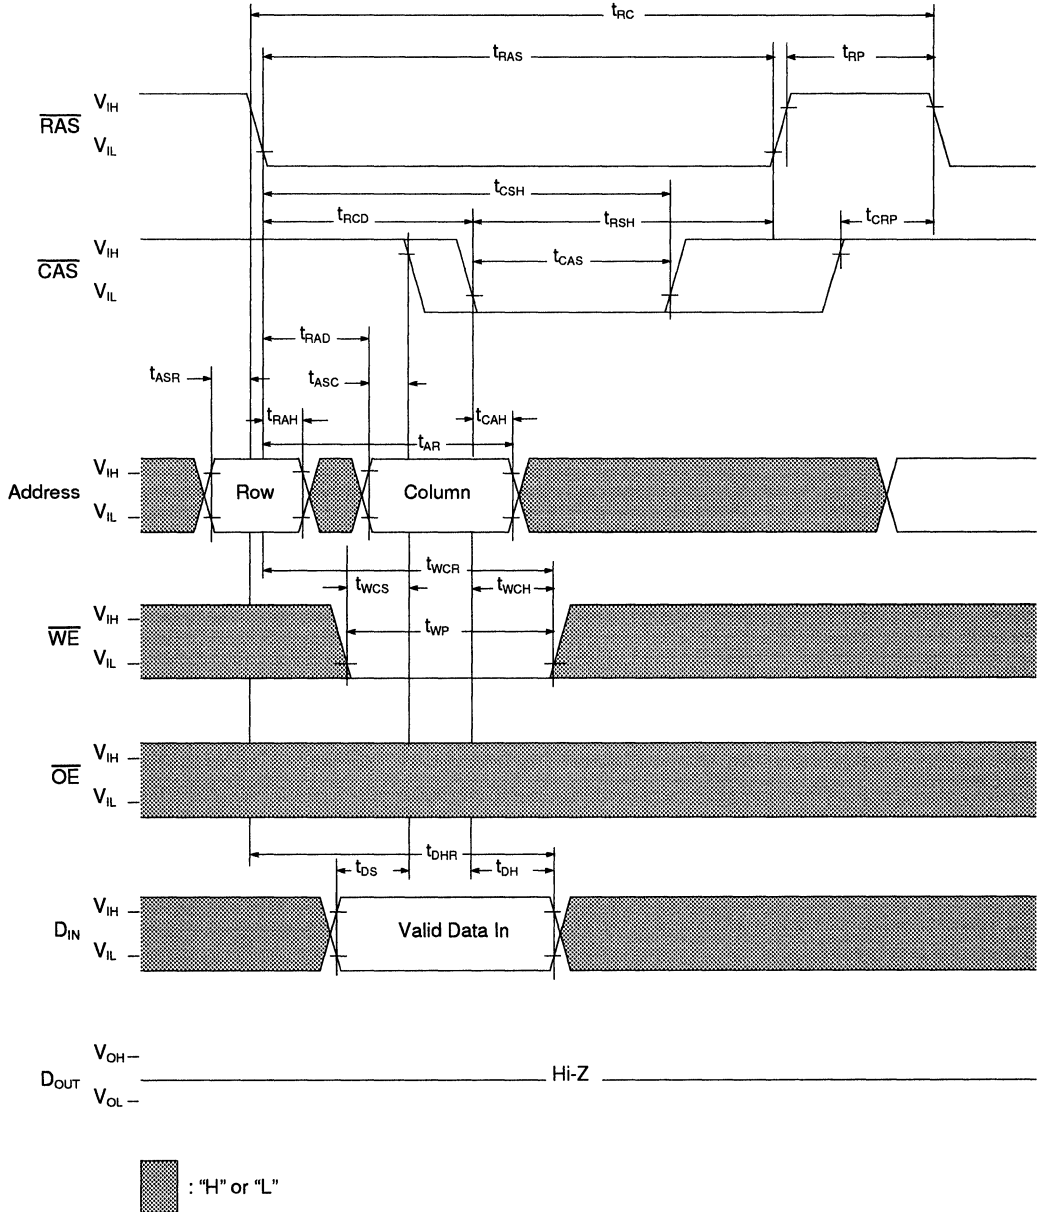 tRC
tRAS
tRP
RAS
VIH
VIL
tCSH
tRCD
tRSH
tCRP
CAS
VIH
VIL
tCAS
tRAD
tASR
tASC
tRAH
tCAH
tAR
Address
VIH
VIL
Row
Column
tWCR
tWCS
tWCH
WE
VIH
VIL
tWP
OE
VIH
VIL
tDHR
tDS
tDH
DIN
VIH
VIL
Valid Data In
DOUT
VOH
VOL
Hi-Z
: “H” or “L”